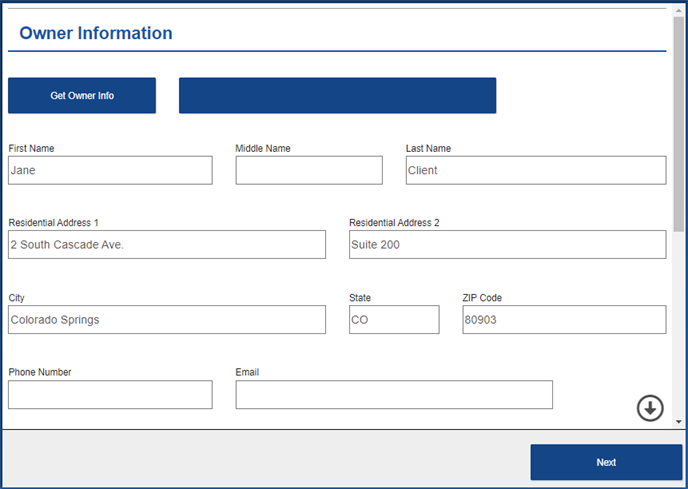 Owner Information
Get Owner Info
First Name Middle Name Last Name
Jane Client
Residential Address 1 Residential Address 2
2 South Cascade Ave. Suite 200
City State ZIP Code
Colorado Springs CO 80903
Phone Number Email
Next